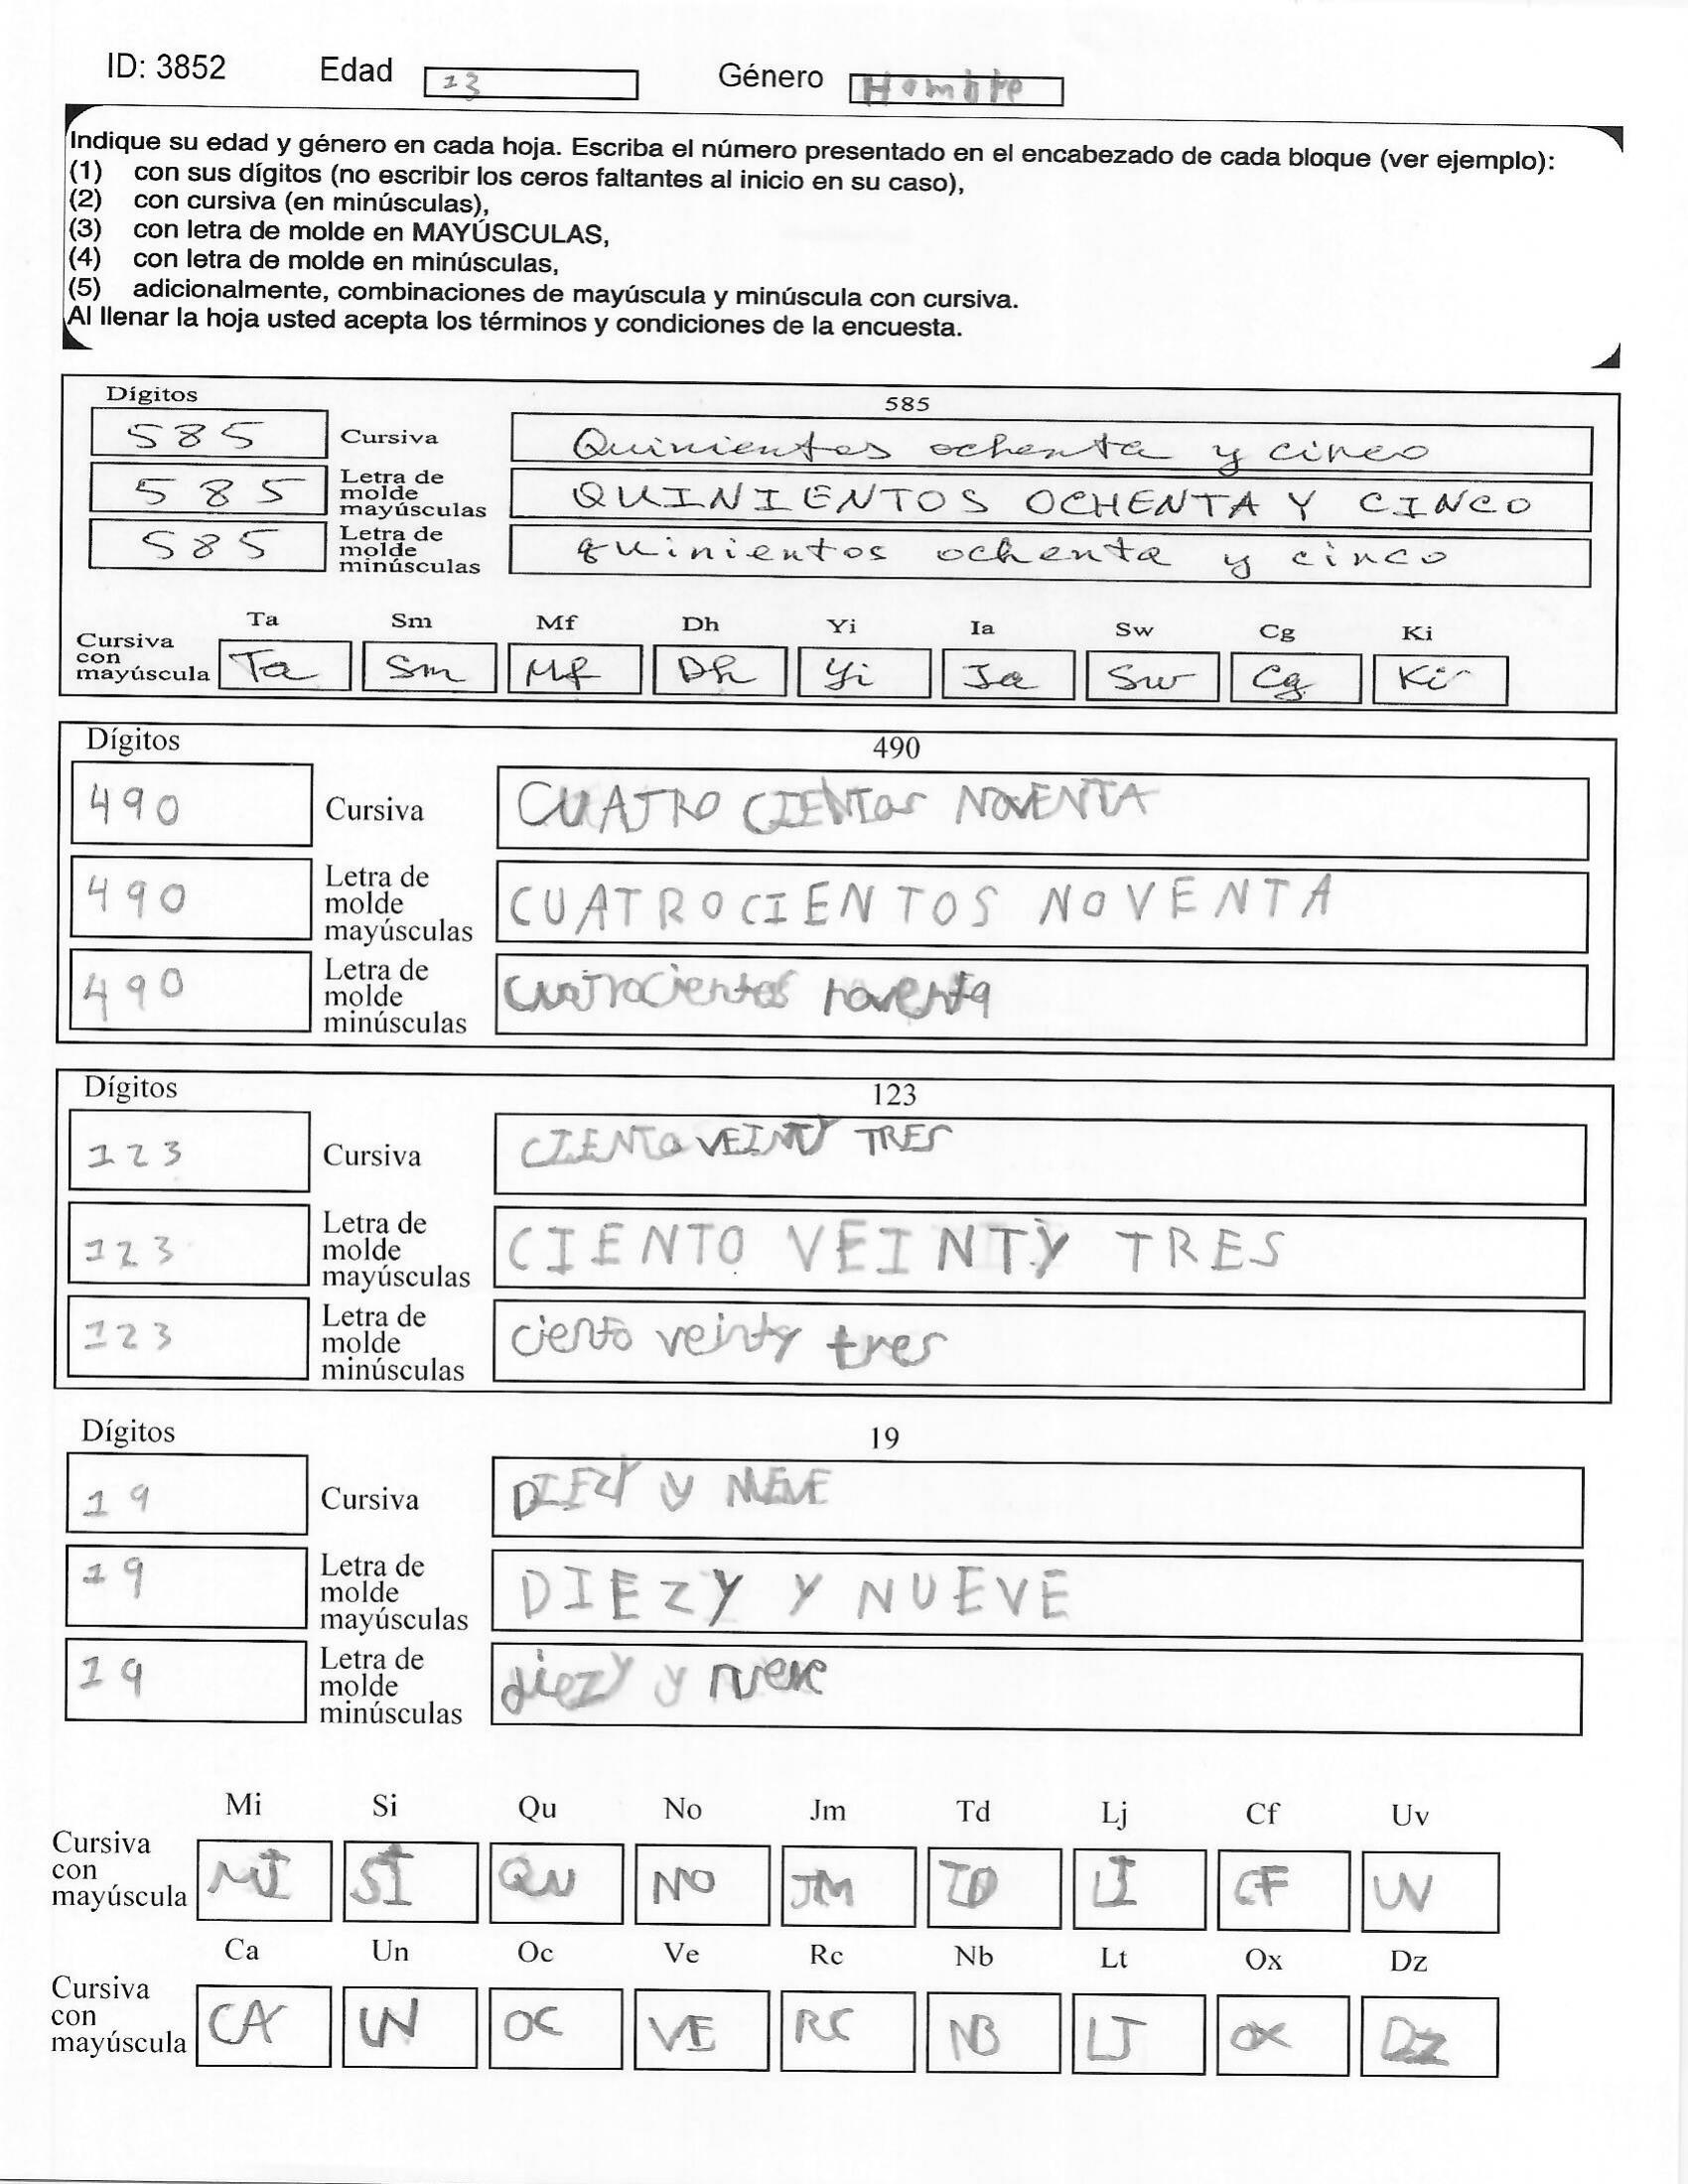 ID: 3852 Edad 13 Género Hombre
Indique su edad y género en cada hoja. Escriba el número presentado en el encabezado de cada bloque (ver ejemplo):
(1) con sus dígitos (no escribir los ceros faltantes al inicio en su caso),
(2) con cursiva (en minúsculas),
(3) con letra de molde en MAYÚSCULAS,
(4) con letra de molde en minúsculas,
(5) adicionalmente, combinaciones de mayúscula y minúscula con cursiva.
Al llenar la hoja usted acepta los términos y condiciones de la encuesta.
Dígitos 585
585 Cursiva Quinientos ochenta y cinco
585 Letra de molde mayúsculas QUINIENTOS OCHENTA Y CINCO
585 Letra de molde minúsculas quinientos ochenta y cinco
Ta Sm Mf Dh Yi Ia Sw Cg Ki
Cursiva con mayúscula Ta Sm Mf Dh Yi Ia Sw Cg Ki
Dígitos 490
490 Cursiva CUATRO CIENTOS NOVENTA
490 Letra de molde mayúsculas CUATROCIENTOS NOVENTA
490 Letra de molde minúsculas cuatrocientos noventa
Dígitos 123
123 Cursiva CIENTO VEINTY TRES
123 Letra de molde mayúsculas CIENTO VEINTY TRES
123 Letra de molde minúsculas ciento veinty tres
Dígitos 19
19 Cursiva DIEZY Y NUEVE
19 Letra de molde mayúsculas DIEZY Y NUEVE
19 Letra de molde minúsculas diezy y nueve
Mi Si Qu No Jm Td Lj Cf Uv
Cursiva con mayúscula MI SI QU NO JM TD LJ CF UV
Ca Un Oc Ve Rc Nb Lt Ox Dz
Cursiva con mayúscula CA UN OC VE RC NB LT OX DZ